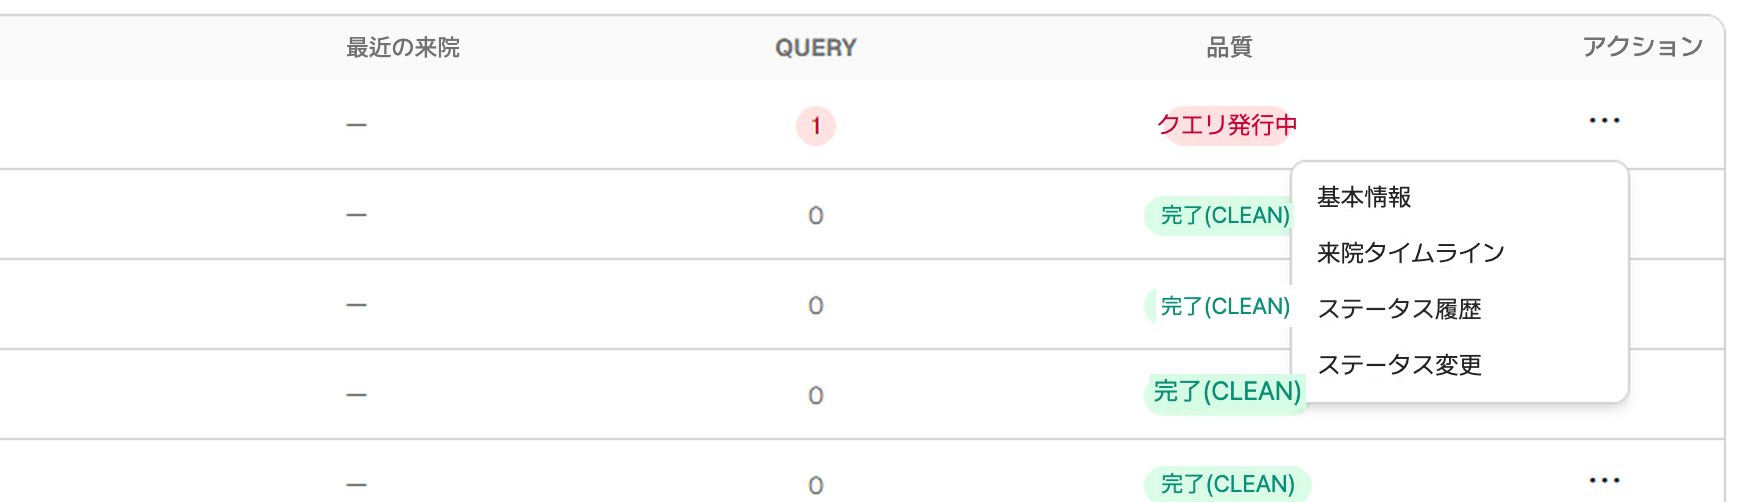 最近の来院 QUERY 品質 アクション
— 1 クエリ発行中 ...
基本情報
— 0 完了(CLEAN)
来院タイムライン
— 0 完了(CLEAN)
ステータス履歴
ステータス変更
— 0 完了(CLEAN)
— 0 完了(CLEAN) ...